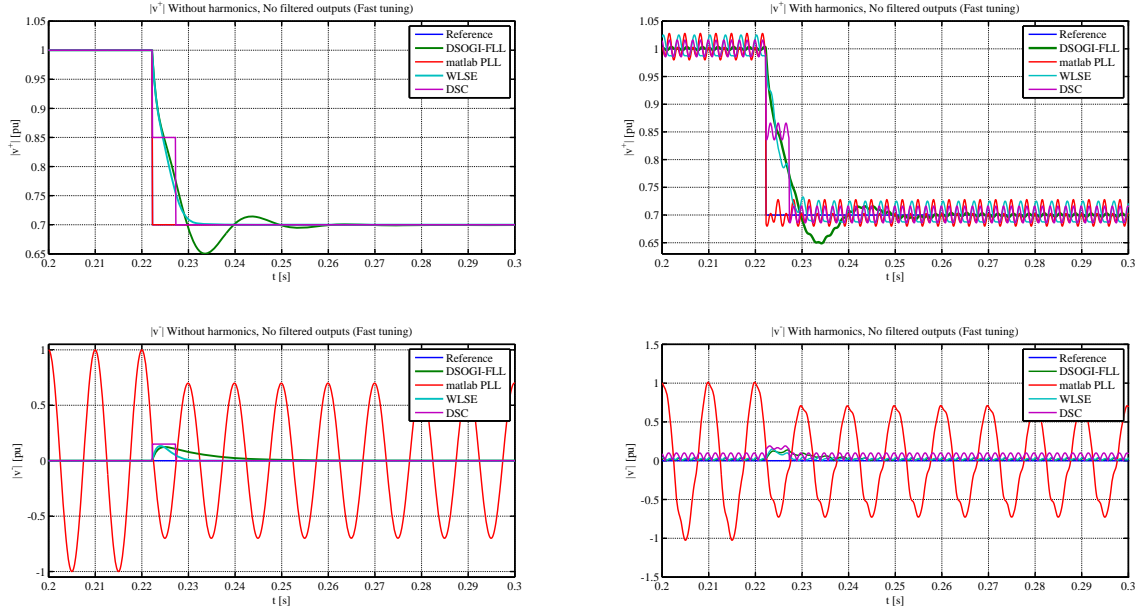 |v⁺| Without harmonics, No filtered outputs (Fast tuning)
1.05
1
0.95
0.9
0.85
0.8
0.75
0.7
0.65
|v⁺| [pu]
Reference
DSOGI-FLL
matlab PLL
WLSE
DSC
0.2 0.21 0.22 0.23 0.24 0.25 0.26 0.27 0.28 0.29 0.3
t [s]
|v⁺| With harmonics, No filtered outputs (Fast tuning)
1.05
1
0.95
0.9
0.85
0.8
0.75
0.7
0.65
|v⁺| [pu]
Reference
DSOGI-FLL
matlab PLL
WLSE
DSC
0.2 0.21 0.22 0.23 0.24 0.25 0.26 0.27 0.28 0.29 0.3
t [s]
|v⁻| Without harmonics, No filtered outputs (Fast tuning)
1
0.5
0
-0.5
-1
|v⁻| [pu]
Reference
DSOGI-FLL
matlab PLL
WLSE
DSC
0.2 0.21 0.22 0.23 0.24 0.25 0.26 0.27 0.28 0.29 0.3
t [s]
|v⁻| With harmonics, No filtered outputs (Fast tuning)
1.5
1
0.5
0
-0.5
-1
-1.5
|v⁻| [pu]
Reference
DSOGI-FLL
matlab PLL
WLSE
DSC
0.2 0.21 0.22 0.23 0.24 0.25 0.26 0.27 0.28 0.29 0.3
t [s]